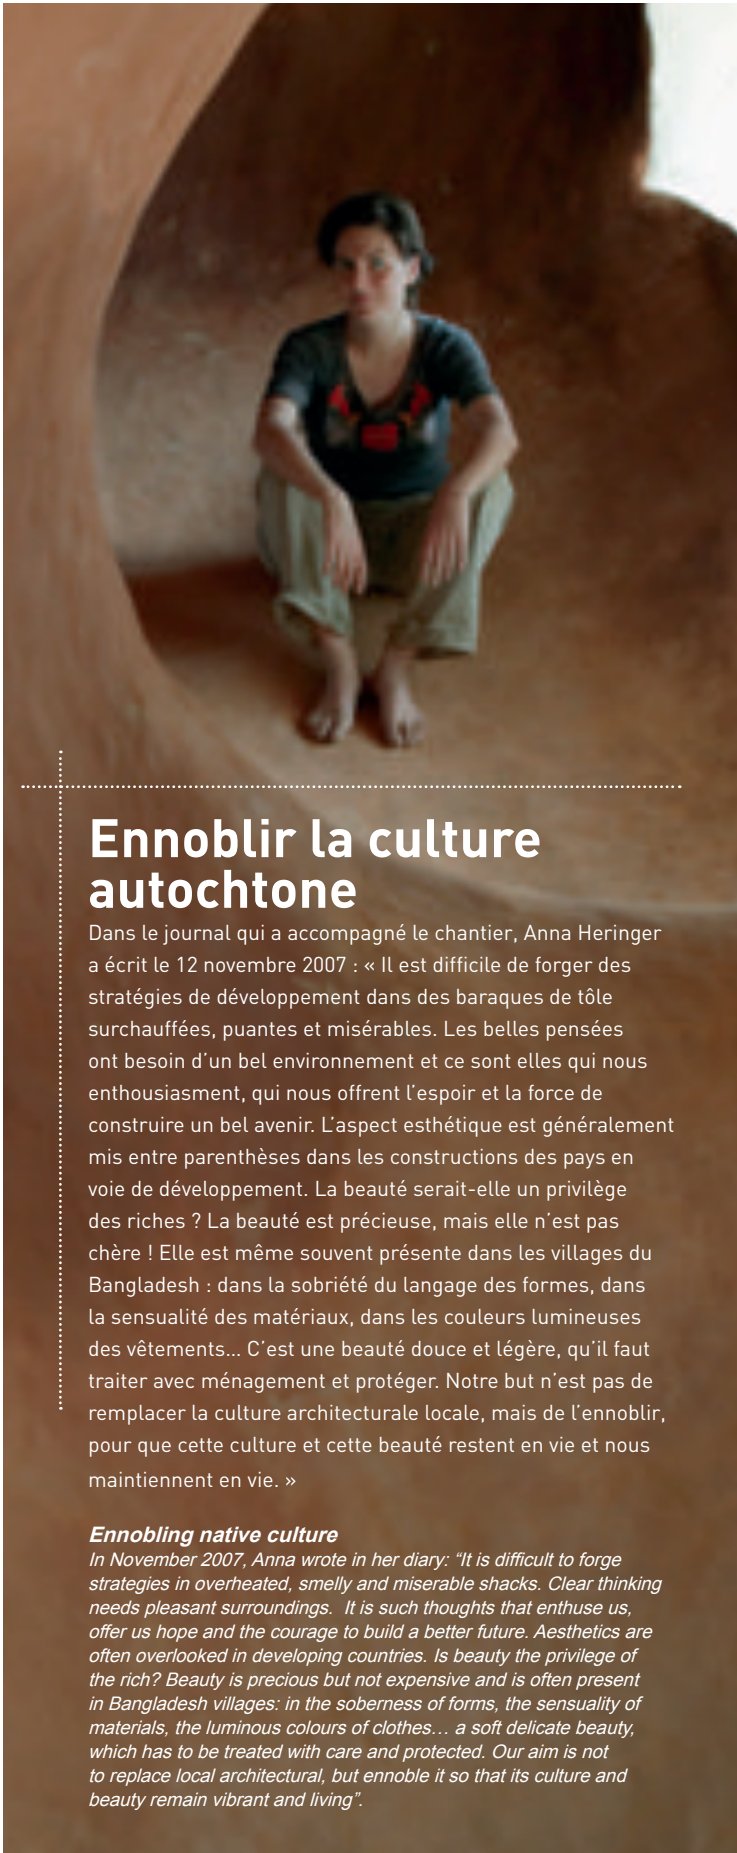 Ennoblir la culture
autochtone
Dans le journal qui a accompagné le chantier, Anna Heringer
a écrit le 12 novembre 2007 : « Il est difficile de forger des
stratégies de développement dans des baraques de tôle
surchauffées, puantes et misérables. Les belles pensées
ont besoin d’un bel environnement et ce sont elles qui nous
enthousiasment, qui nous offrent l’espoir et la force de
construire un bel avenir. L’aspect esthétique est généralement
mis entre parenthèses dans les constructions des pays en
voie de développement. La beauté serait-elle un privilège
des riches ? La beauté est précieuse, mais elle n’est pas
chère ! Elle est même souvent présente dans les villages du
Bangladesh : dans la sobriété du langage des formes, dans
la sensualité des matériaux, dans les couleurs lumineuses
des vêtements... C’est une beauté douce et légère, qu’il faut
traiter avec ménagement et protéger. Notre but n’est pas de
remplacer la culture architecturale locale, mais de l’ennoblir,
pour que cette culture et cette beauté restent en vie et nous
maintiennent en vie. »
Ennobling native culture
In November 2007, Anna wrote in her diary: “It is difficult to forge
strategies in overheated, smelly and miserable shacks. Clear thinking
needs pleasant surroundings.  It is such thoughts that enthuse us,
offer us hope and the courage to build a better future. Aesthetics are
often overlooked in developing countries. Is beauty the privilege of
the rich? Beauty is precious but not expensive and is often present
in Bangladesh villages: in the soberness of forms, the sensuality of
materials, the luminous colours of clothes… a soft delicate beauty,
which has to be treated with care and protected. Our aim is not
to replace local architectural, but ennoble it so that its culture and
beauty remain vibrant and living”.